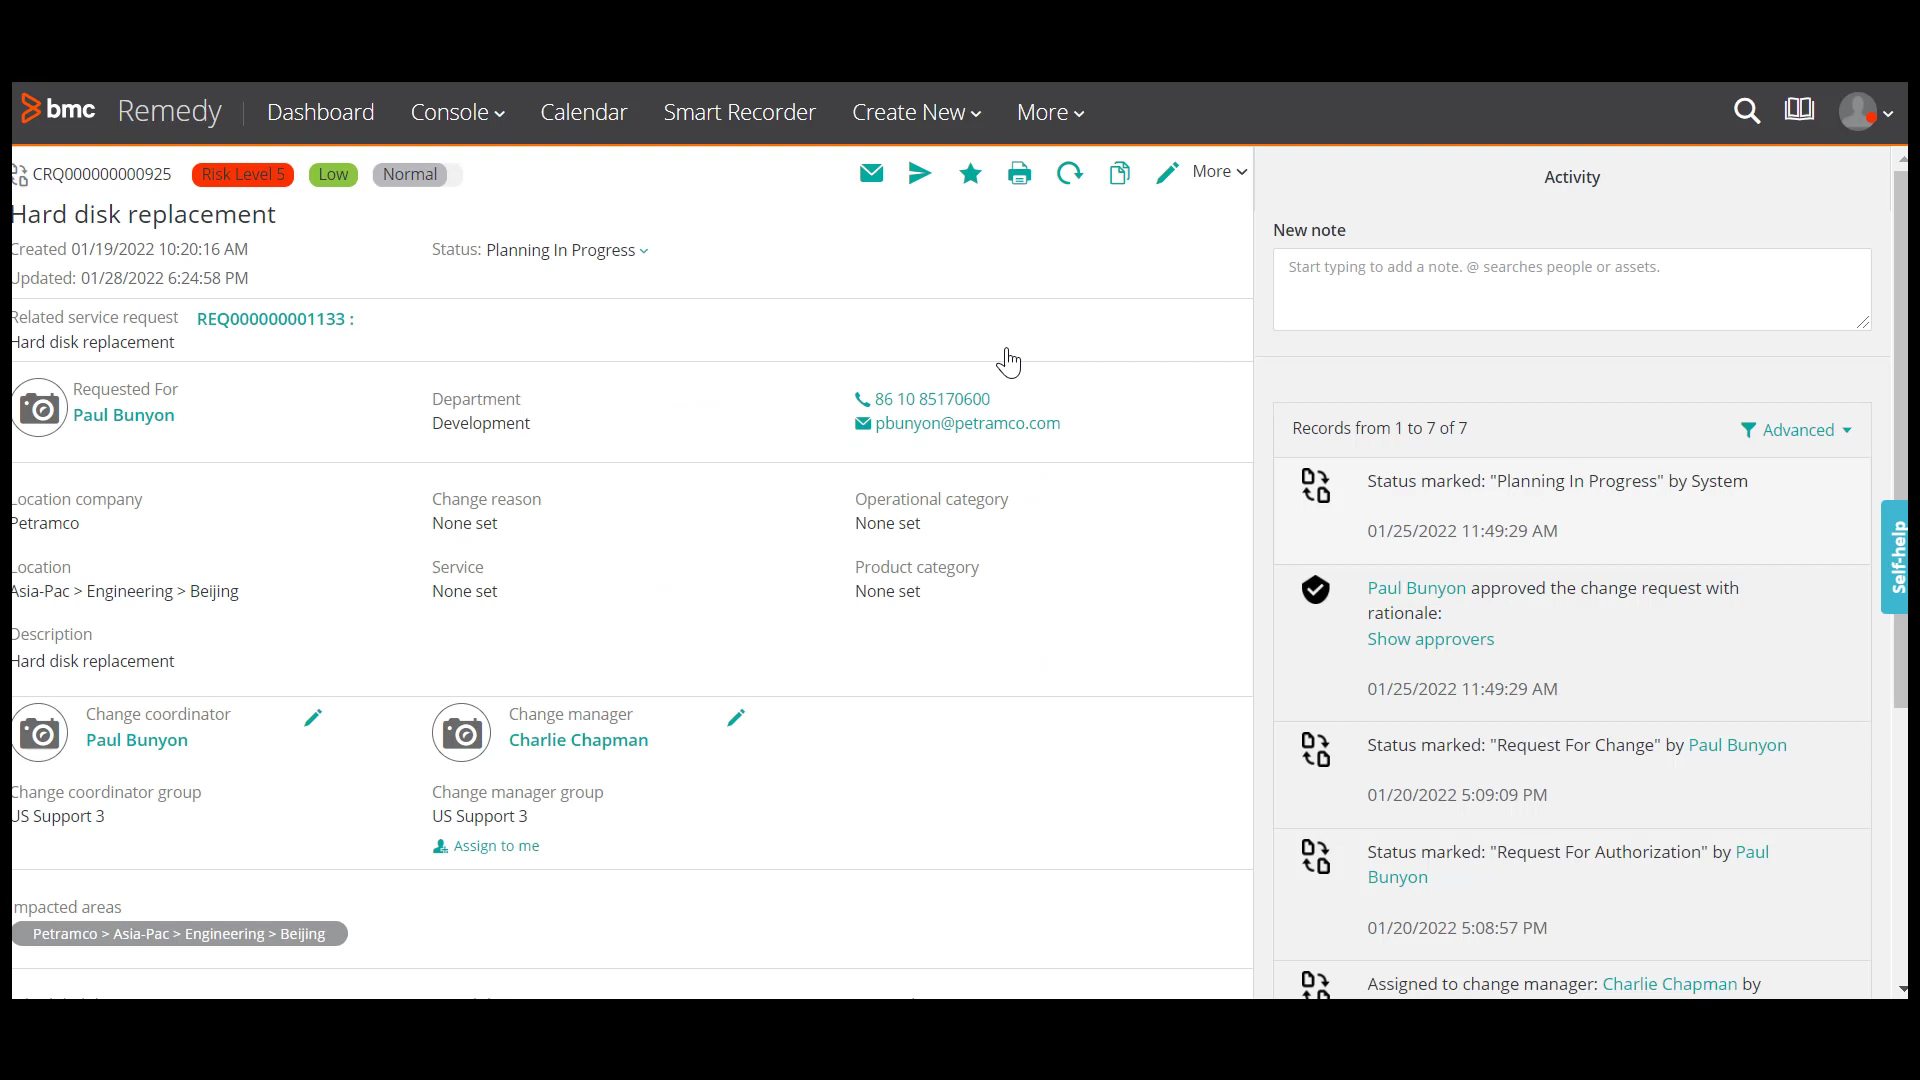 bmc Remedy Dashboard Console Calendar Smart Recorder Create New More
CRQ000000000925 Risk Level 5 Low Normal More
Hard disk replacement
Created 01/19/2022 10:20:16 AM Status: Planning In Progress
Updated: 01/28/2022 6:24:58 PM
Related service request REQ000000001133 :
Hard disk replacement
Requested For
Paul Bunyon
Department
Development
86 10 85170600
pbunyon@petramco.com
Location company
Petramco
Change reason
None set
Operational category
None set
Location
Asia-Pac > Engineering > Beijing
Service
None set
Product category
None set
Description
Hard disk replacement
Change coordinator
Paul Bunyon
Change manager
Charlie Chapman
Change coordinator group
US Support 3
Change manager group
US Support 3
Assign to me
Impacted areas
Petramco > Asia-Pac > Engineering > Beijing
Activity
New note
Start typing to add a note. @ searches people or assets.
Records from 1 to 7 of 7 Advanced
Status marked: "Planning In Progress" by System
01/25/2022 11:49:29 AM
Paul Bunyon approved the change request with
rationale:
Show approvers
01/25/2022 11:49:29 AM
Status marked: "Request For Change" by Paul Bunyon
01/20/2022 5:09:09 PM
Status marked: "Request For Authorization" by Paul
Bunyon
01/20/2022 5:08:57 PM
Assigned to change manager: Charlie Chapman by
Self-help